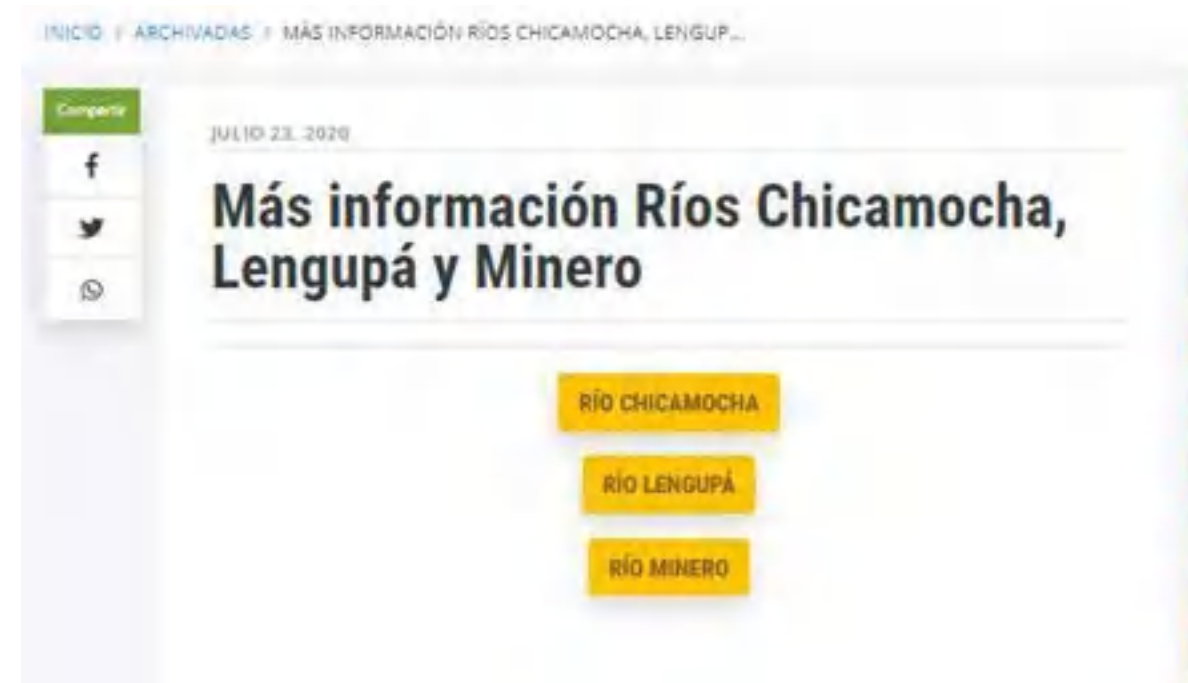 INICIO / ARCHIVADAS / MÁS INFORMACIÓN RÍOS CHICAMOCHA, LENGUP...
Compartir
JULIO 23, 2020
Más información Ríos Chicamocha,
Lengupá y Minero
RÍO CHICAMOCHA
RÍO LENGUPÁ
RÍO MINERO